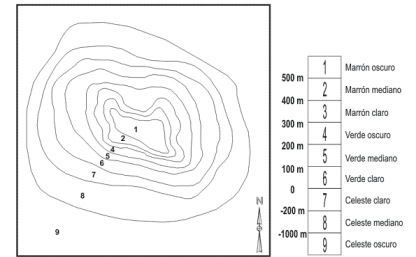 1
2
4
5
6
7
8
9
N
1 Marrón oscuro
500 m
2 Marrón mediano
400 m
3 Marrón claro
300 m
4 Verde oscuro
200 m
5 Verde mediano
100 m
6 Verde claro
0
7 Celeste claro
-200 m
8 Celeste mediano
-1000 m
9 Celeste oscuro